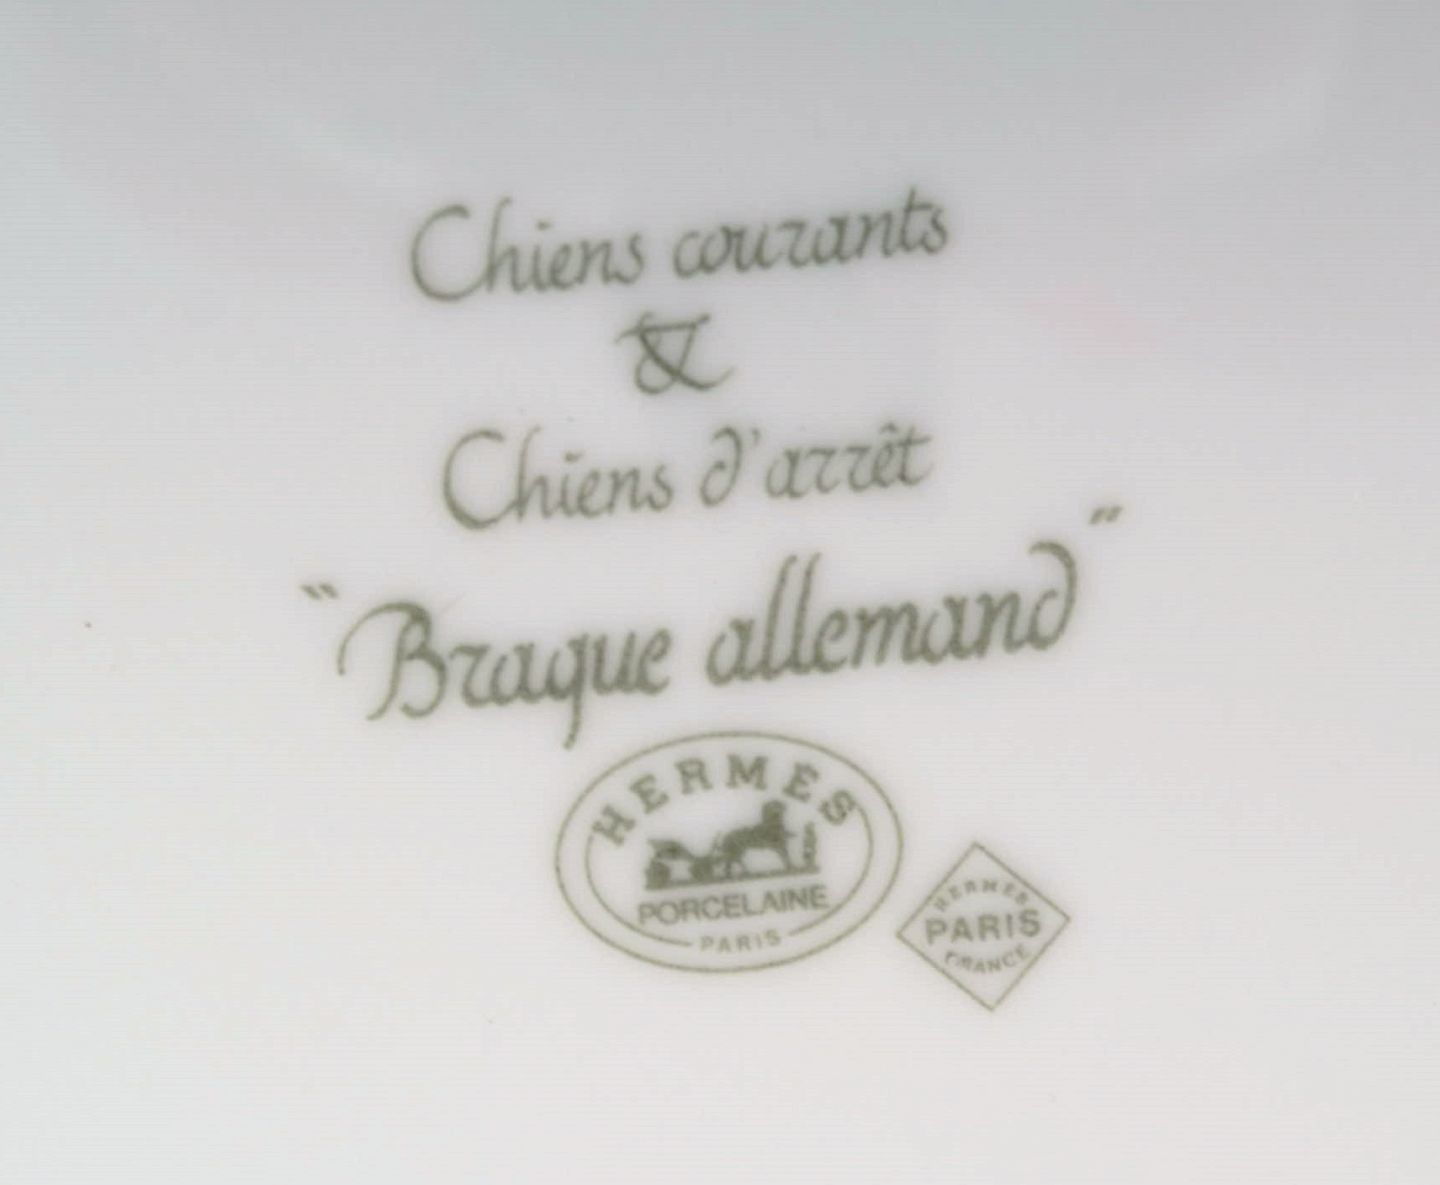 Chiens courants
&
Chiens d'arrêt
"Braque allemand"
HERMES
PORCELAINE
PARIS
HERMES
PARIS
FRANCE